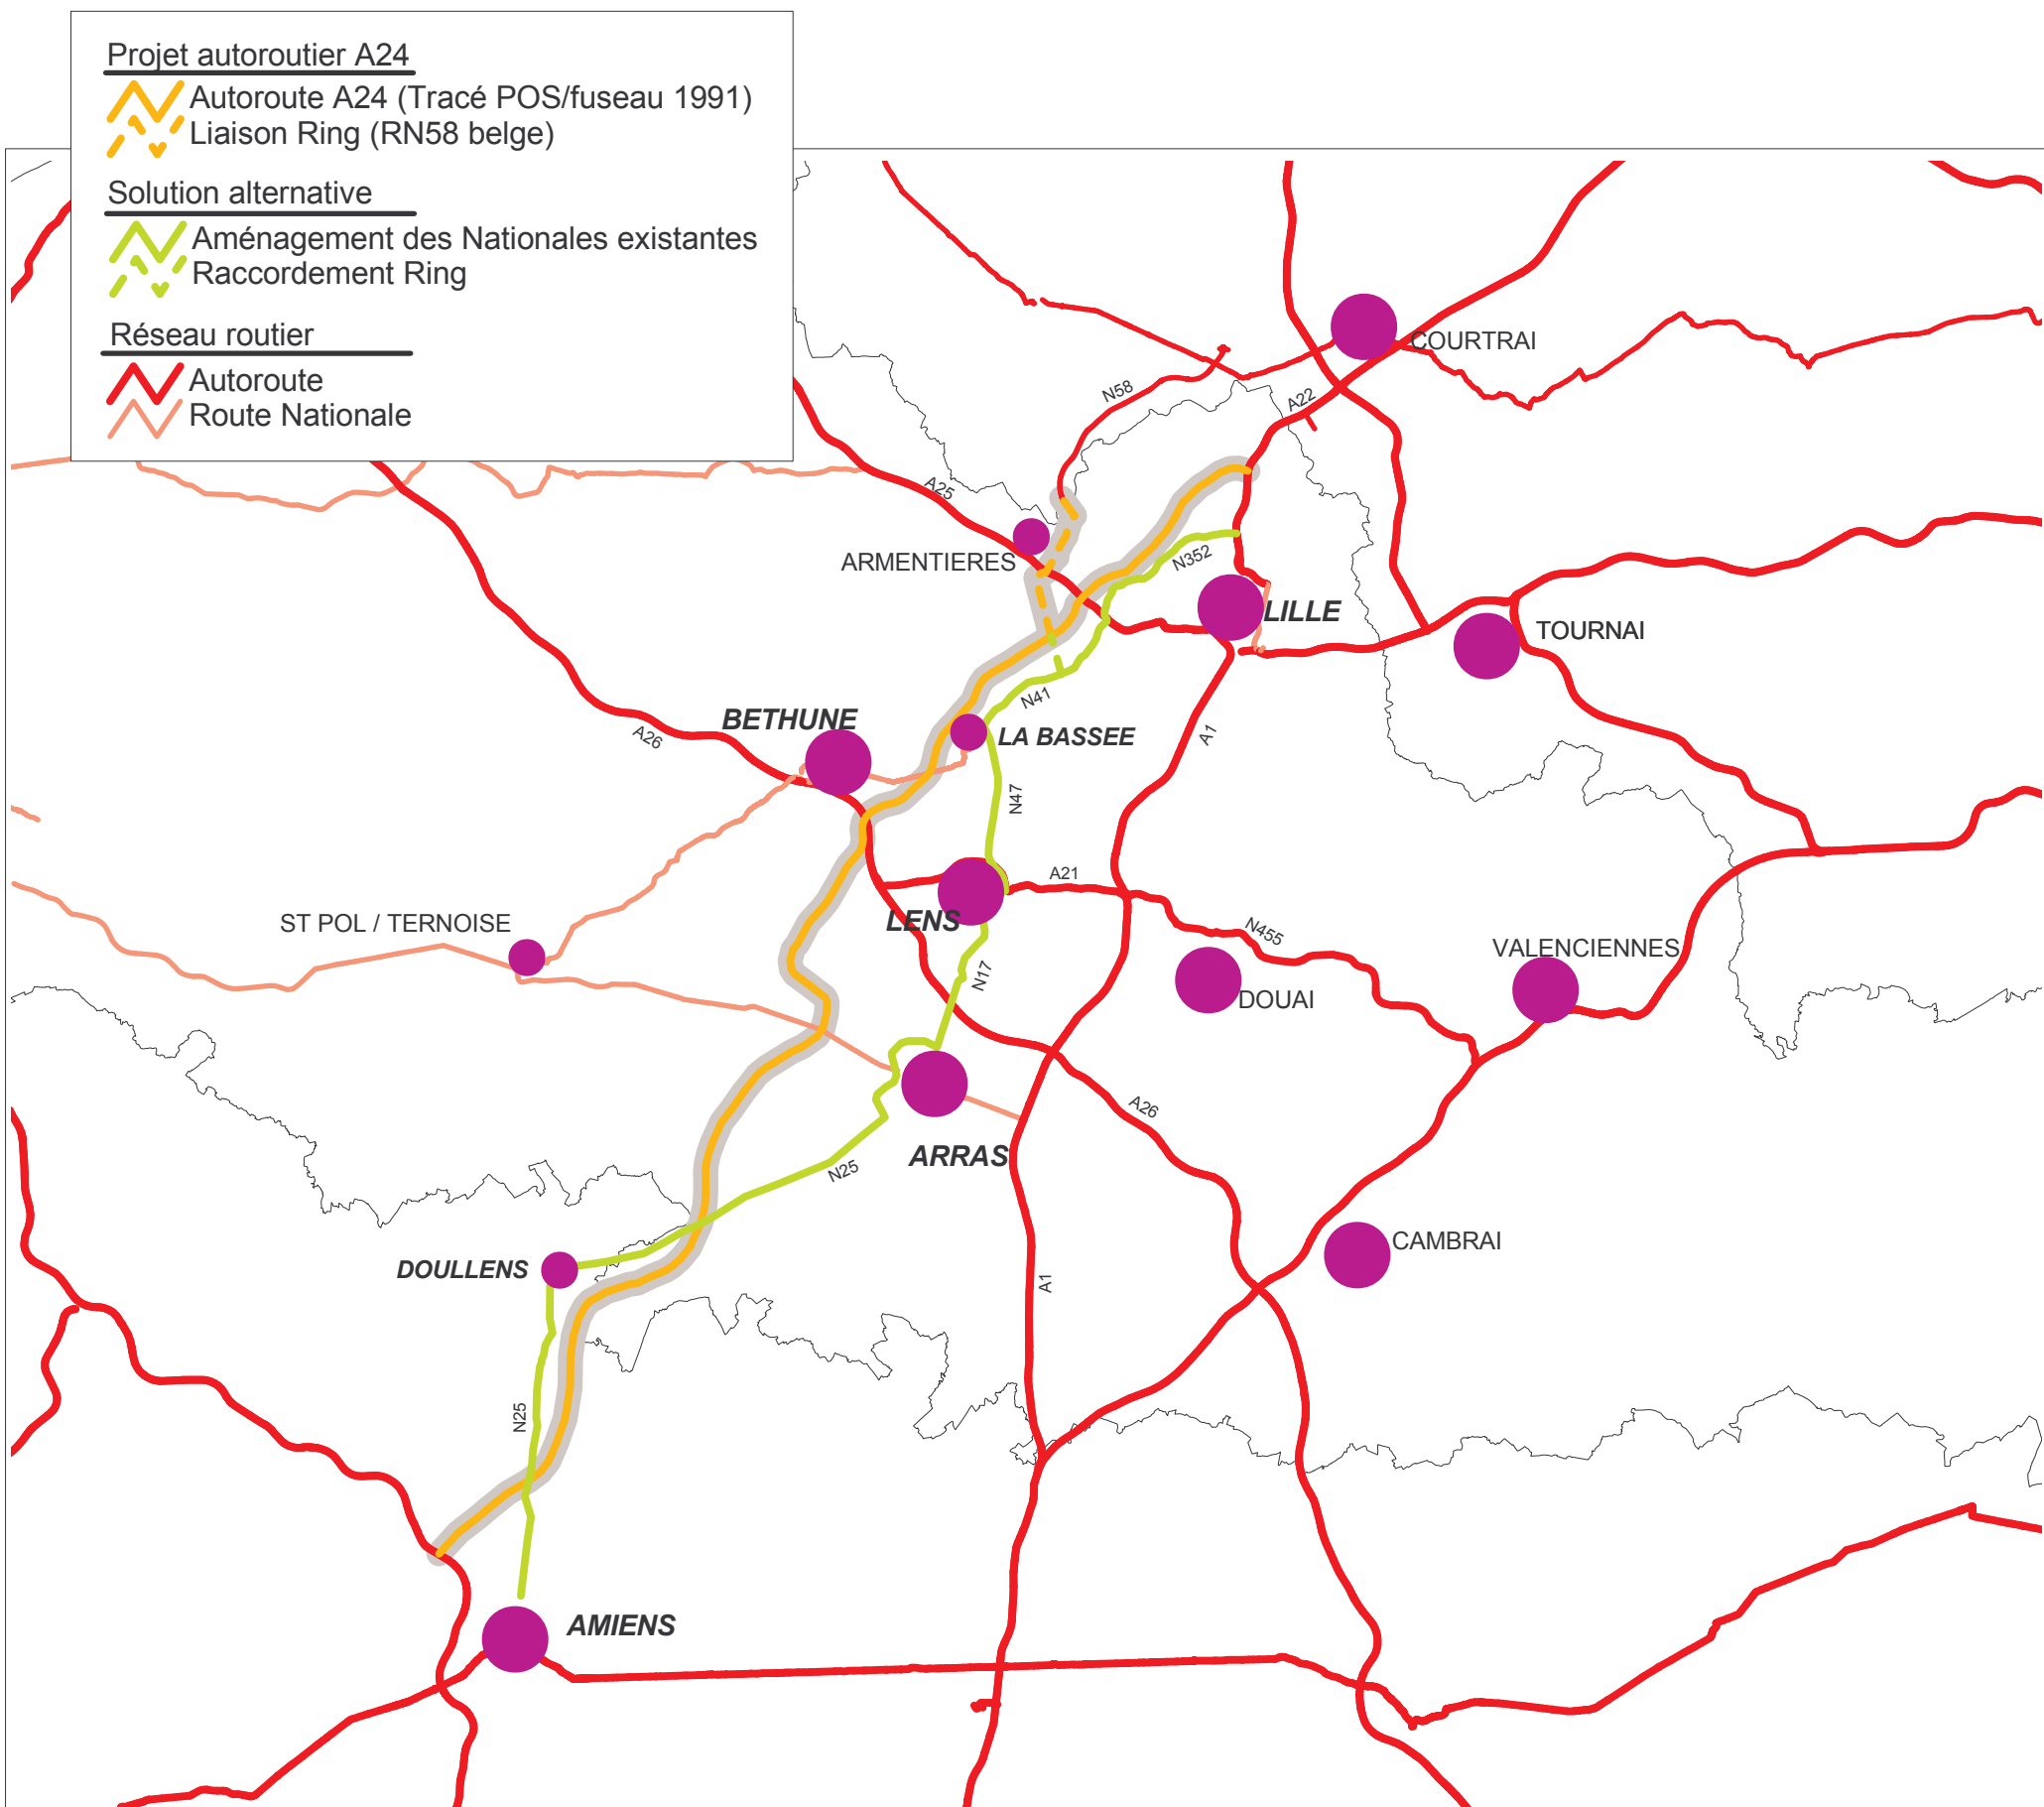 Projet autoroutier A24
Autoroute A24 (Tracé POS/fuseau 1991)
Liaison Ring (RN58 belge)
Solution alternative
Aménagement des Nationales existantes
Raccordement Ring
Réseau routier
Autoroute
Route Nationale
COURTRAI
N58
A22
A25
ARMENTIERES
N352
LILLE
TOURNAI
N41
BETHUNE
A26
LA BASSEE
A1
N47
A21
LENS
ST POL / TERNOISE
N455
VALENCIENNES
N17
DOUAI
A26
ARRAS
N25
CAMBRAI
DOULLENS
A1
N25
AMIENS